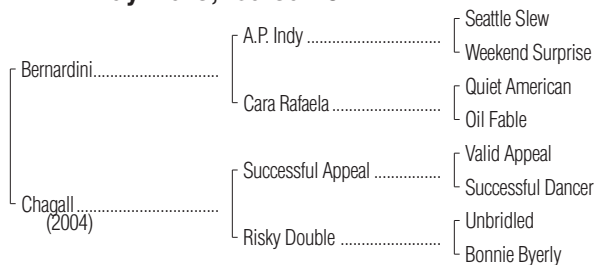 Seattle Slew
A.P. Indy
Weekend Surprise
Bernardini
Quiet American
Cara Rafaela
Oil Fable
Valid Appeal
Successful Appeal
Successful Dancer
Chagall
(2004)
Unbridled
Risky Double
Bonnie Byerly